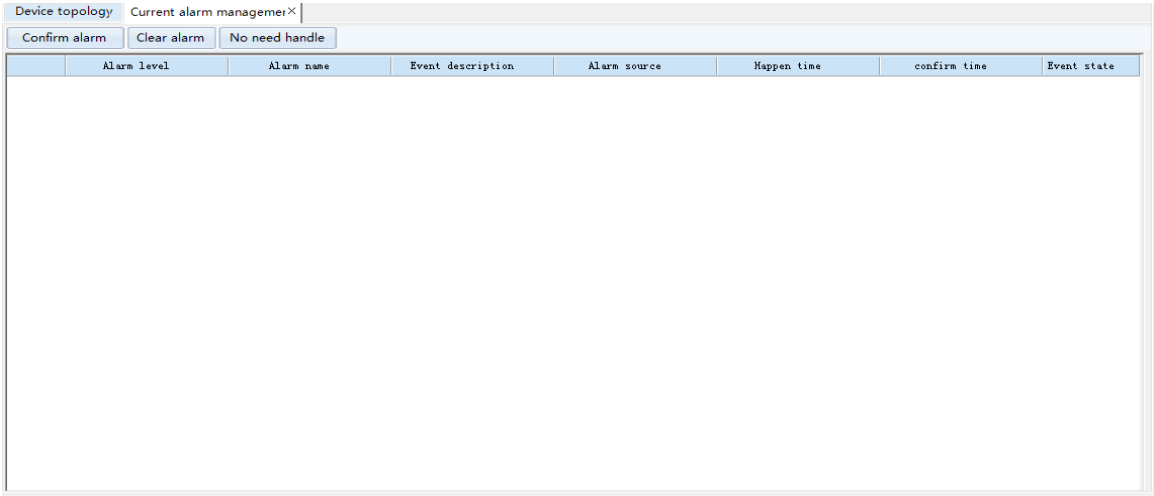 Device topology Current alarm managemer×
Confirm alarm Clear alarm No need handle
Alarm level Alarm name Event description Alarm source Happen time confirm time Event state